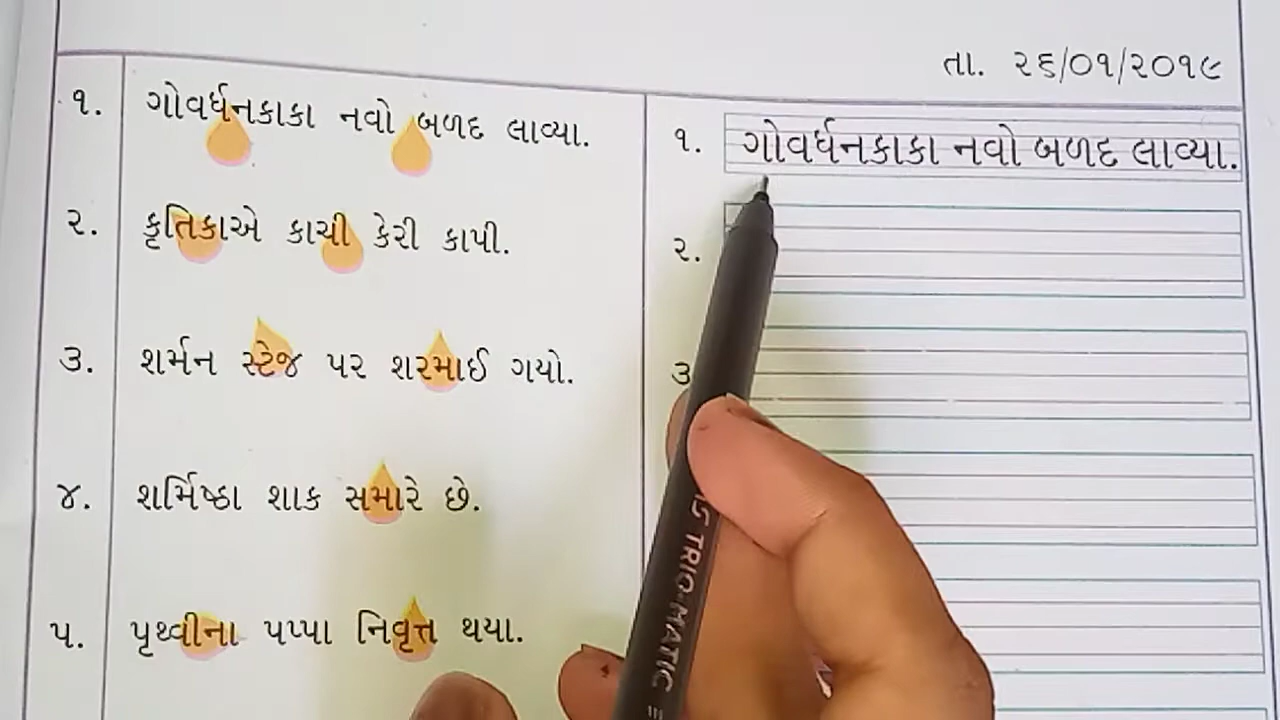 તા. ૨૬/૦૧/૨૦૧૯
૧. ગોવર્ધનકાકા નવો બળદ લાવ્યા.
૨. કૃતિકાએ કાચી કેરી કાપી.
૩. શર્મન સ્ટેજ પર શરમાઈ ગયો.
૪. શર્મિષ્ઠા શાક સમારે છે.
૫. પૃથ્વીના પપ્પા નિવૃત્ત થયા.
૧. ગોવર્ધનકાકા નવો બળદ લાવ્યા.
૨.
૩
TRIO-MATIC